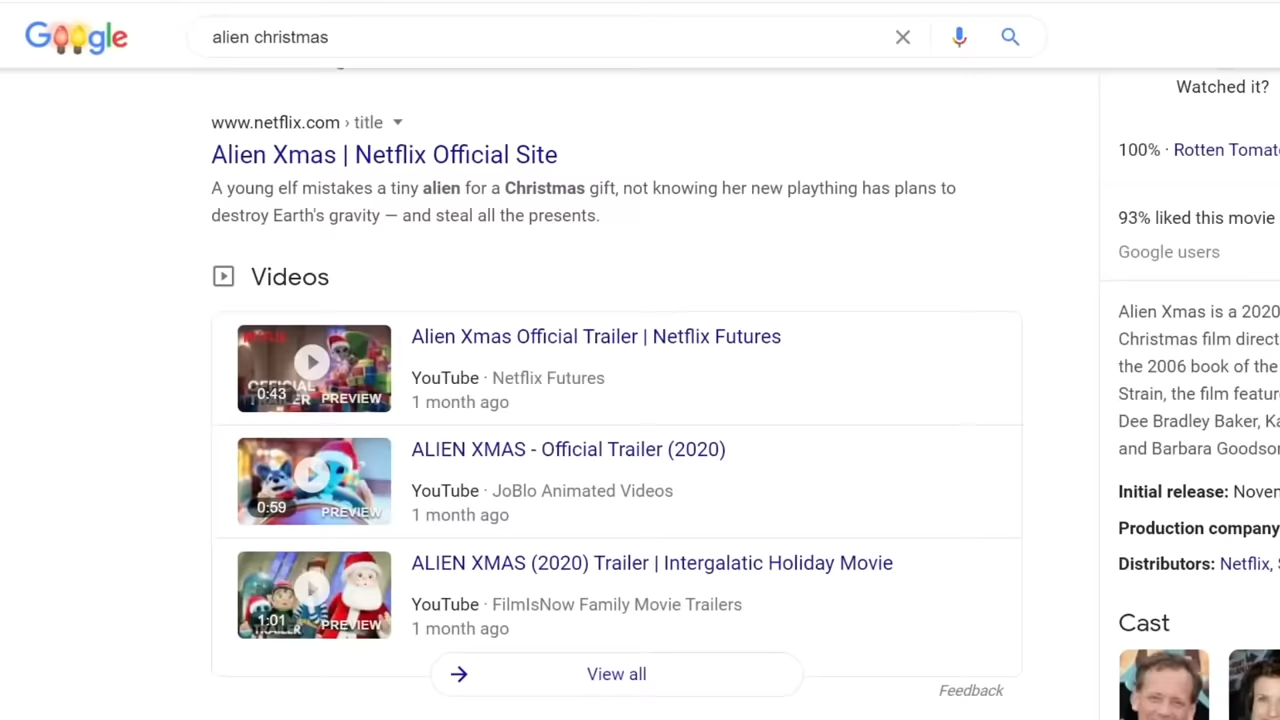 Google
alien christmas
www.netflix.com › title
Alien Xmas | Netflix Official Site
A young elf mistakes a tiny alien for a Christmas gift, not knowing her new plaything has plans to
destroy Earth's gravity — and steal all the presents.
Videos
Alien Xmas Official Trailer | Netflix Futures
YouTube · Netflix Futures
1 month ago
NETFLIX
OFFICIAL
TRAILER
0:43
PREVIEW
ALIEN XMAS - Official Trailer (2020)
YouTube · JoBlo Animated Videos
1 month ago
0:59
PREVIEW
ALIEN XMAS (2020) Trailer | Intergalatic Holiday Movie
YouTube · FilmIsNow Family Movie Trailers
1 month ago
1:01
TRAILER
PREVIEW
View all
Feedback
Watched it?
100% · Rotten Tomat
93% liked this movie
Google users
Alien Xmas is a 2020
Christmas film direct
the 2006 book of the
Strain, the film featur
Dee Bradley Baker, Ka
and Barbara Goodso
Initial release: Noven
Production company
Distributors: Netflix, S
Cast